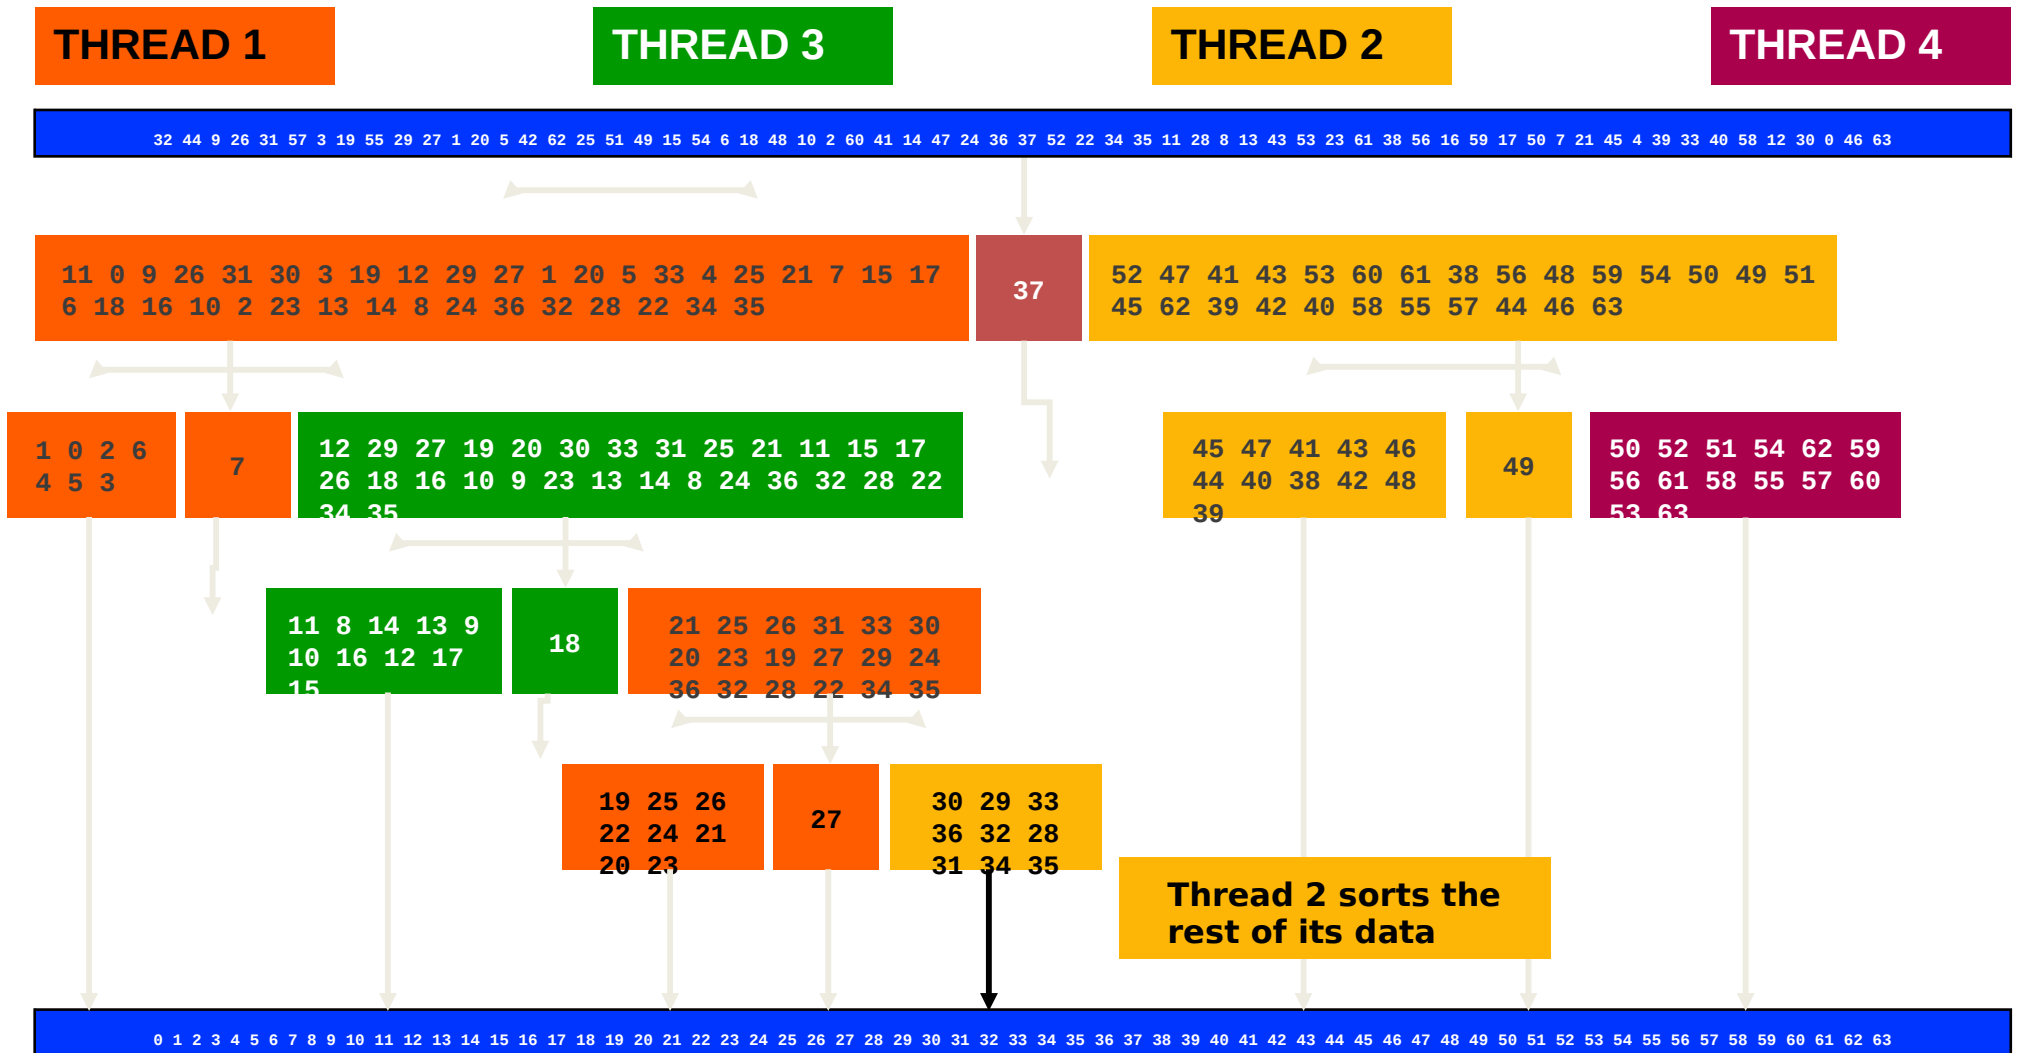 THREAD 1
THREAD 3
THREAD 2
THREAD 4
32 44 9 26 31 57 3 19 55 29 27 1 20 5 42 62 25 51 49 15 54 6 18 48 10 2 60 41 14 47 24 36 37 52 22 34 35 11 28 8 13 43 53 23 61 38 56 16 59 17 50 7 21 45 4 39 33 40 58 12 30 0 46 63
11 0 9 26 31 30 3 19 12 29 27 1 20 5 33 4 25 21 7 15 17
6 18 16 10 2 23 13 14 8 24 36 32 28 22 34 35
37
52 47 41 43 53 60 61 38 56 48 59 54 50 49 51
45 62 39 42 40 58 55 57 44 46 63
1 0 2 6
4 5 3
7
12 29 27 19 20 30 33 31 25 21 11 15 17
26 18 16 10 9 23 13 14 8 24 36 32 28 22
34 35
45 47 41 43 46
44 40 38 42 48
39
49
50 52 51 54 62 59
56 61 58 55 57 60
53 63
11 8 14 13 9
10 16 12 17
15
18
21 25 26 31 33 30
20 23 19 27 29 24
36 32 28 22 34 35
19 25 26
22 24 21
20 23
27
30 29 33
36 32 28
31 34 35
Thread 2 sorts the
rest of its data
0 1 2 3 4 5 6 7 8 9 10 11 12 13 14 15 16 17 18 19 20 21 22 23 24 25 26 27 28 29 30 31 32 33 34 35 36 37 38 39 40 41 42 43 44 45 46 47 48 49 50 51 52 53 54 55 56 57 58 59 60 61 62 63